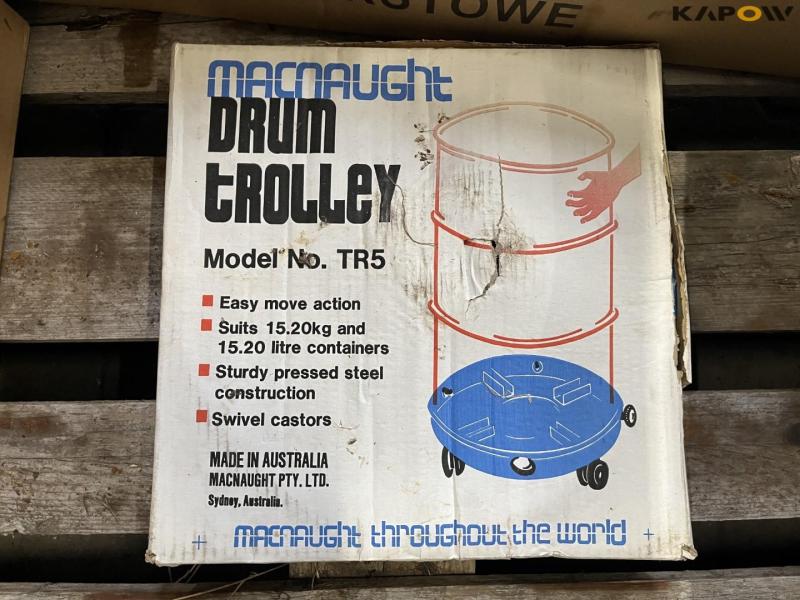 KAPOW
macnaught
DRUM
tROLLEY
Model No. TR5
Easy move action
Suits 15.20kg and
15.20 litre containers
Sturdy pressed steel
construction
Swivel castors
MADE IN AUSTRALIA
MACNAUGHT PTY. LTD.
Sydney, Australia.
macnaught throughout the world